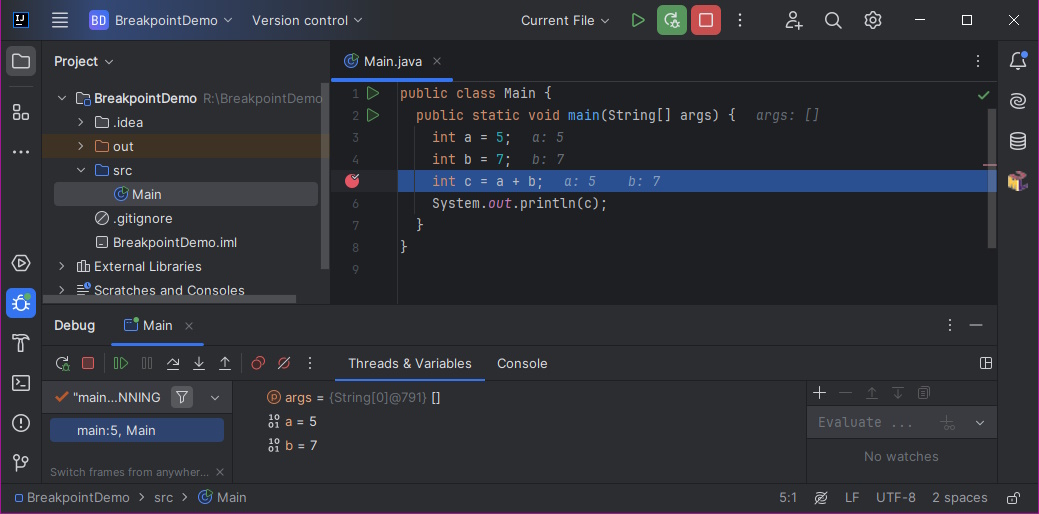 BD BreakpointDemo Version control Current File
Project
Main.java
BreakpointDemo R:\BreakpointDemo
.idea
out
src
Main
.gitignore
BreakpointDemo.iml
External Libraries
Scratches and Consoles
1 public class Main {
2 public static void main(String[] args) { args: []
3 int a = 5; a: 5
4 int b = 7; b: 7
int c = a + b; a: 5 b: 7
6 System.out.println(c);
7 }
8 }
9
Debug Main
Threads & Variables Console
"main...NNING
main:5, Main
Switch frames from anywher...
args = {String[0]@791} []
a = 5
b = 7
Evaluate ...
No watches
BreakpointDemo > src > Main 5:1 LF UTF-8 2 spaces